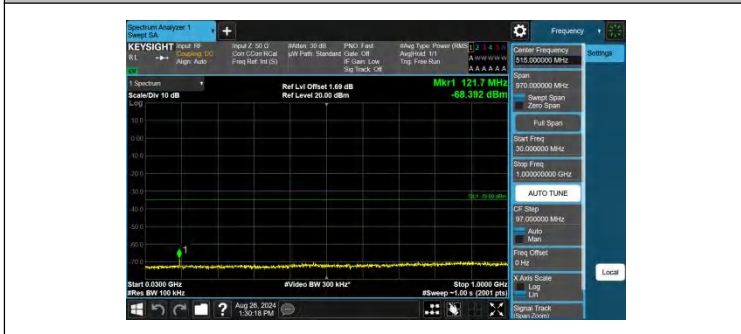 Spectrum Analyzer 1
Swept SA
+
Frequency
KEYSIGHT
RL
Input: RF
Coupling: DC
Align: Auto
Input Z: 50 Ω
Corr CCorr RCal
Freq Ref: Int (S)
#Atten: 30 dB
µW Path: Standard
PNO: Fast
Gate: Off
IF Gain: Low
Sig Track: Off
#Avg Type: Power (RMS)
Avg|Hold: 1/1
Trig: Free Run
1 2 3 4 5 6
A W W W W W
A A A A A A
1 Spectrum
Scale/Div 10 dB
Log
Ref Lvl Offset 1.69 dB
Ref Level 20.00 dBm
Mkr1 121.7 MHz
-68.392 dBm
10.0
0.00
-10.0
-20.0
-30.0
-40.0
-50.0
-60.0
-70.0
1
Start 0.0300 GHz
#Res BW 100 kHz
#Video BW 300 kHz*
Stop 1.0000 GHz
#Sweep ~1.00 s (2001 pts)
Aug 26, 2024
1:30:18 PM
Center Frequency
515.000000 MHz
Settings
Span
970.000000 MHz
Swept Span
Zero Span
Full Span
Start Freq
30.000000 MHz
Stop Freq
1.000000000 GHz
AUTO TUNE
CF Step
97.000000 MHz
Auto
Man
Freq Offset
0 Hz
X Axis Scale
Log
Lin
Local
Signal Track
(Span Zoom)